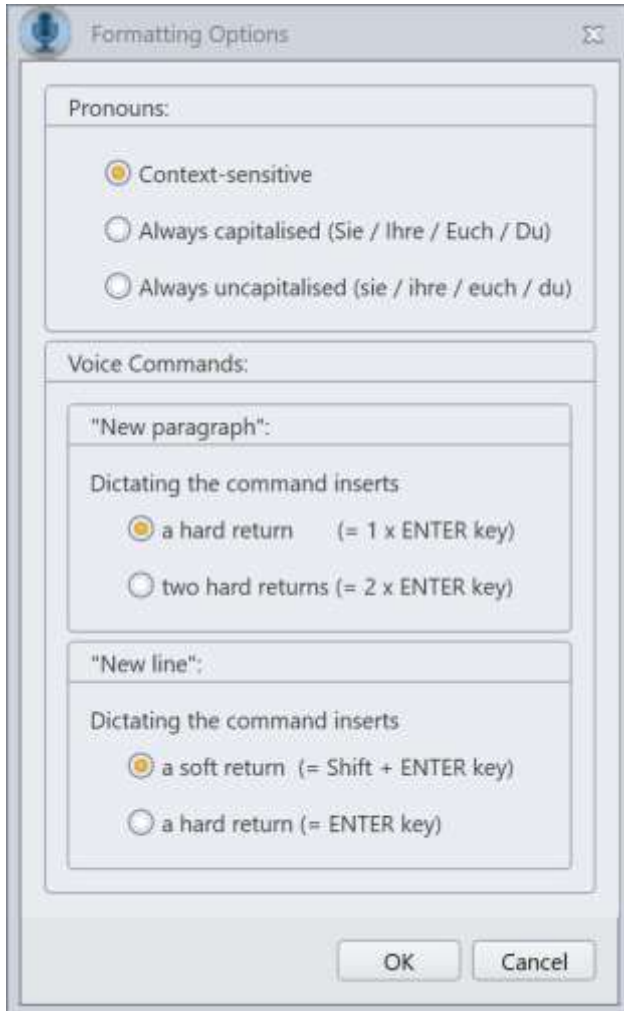 Formatting Options
Pronouns:
Context-sensitive
Always capitalised (Sie / Ihre / Euch / Du)
Always uncapitalised (sie / ihre / euch / du)
Voice Commands:
"New paragraph":
Dictating the command inserts
a hard return (= 1 x ENTER key)
two hard returns (= 2 x ENTER key)
"New line":
Dictating the command inserts
a soft return (= Shift + ENTER key)
a hard return (= ENTER key)
OK Cancel